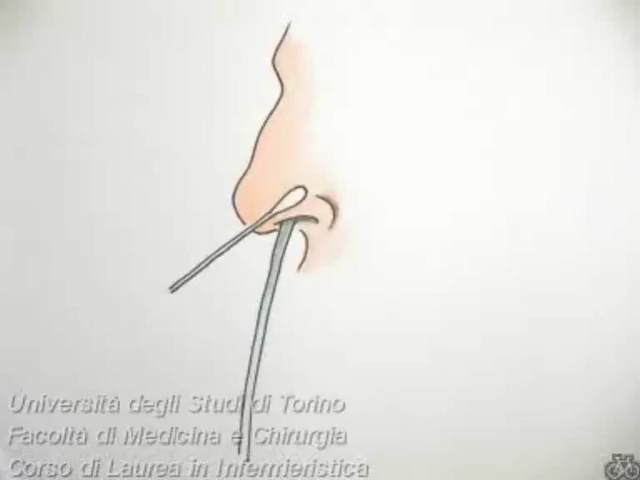 Università degli Studi di Torino
Facoltà di Medicina e Chirurgia
Corso di Laurea in Infermieristica